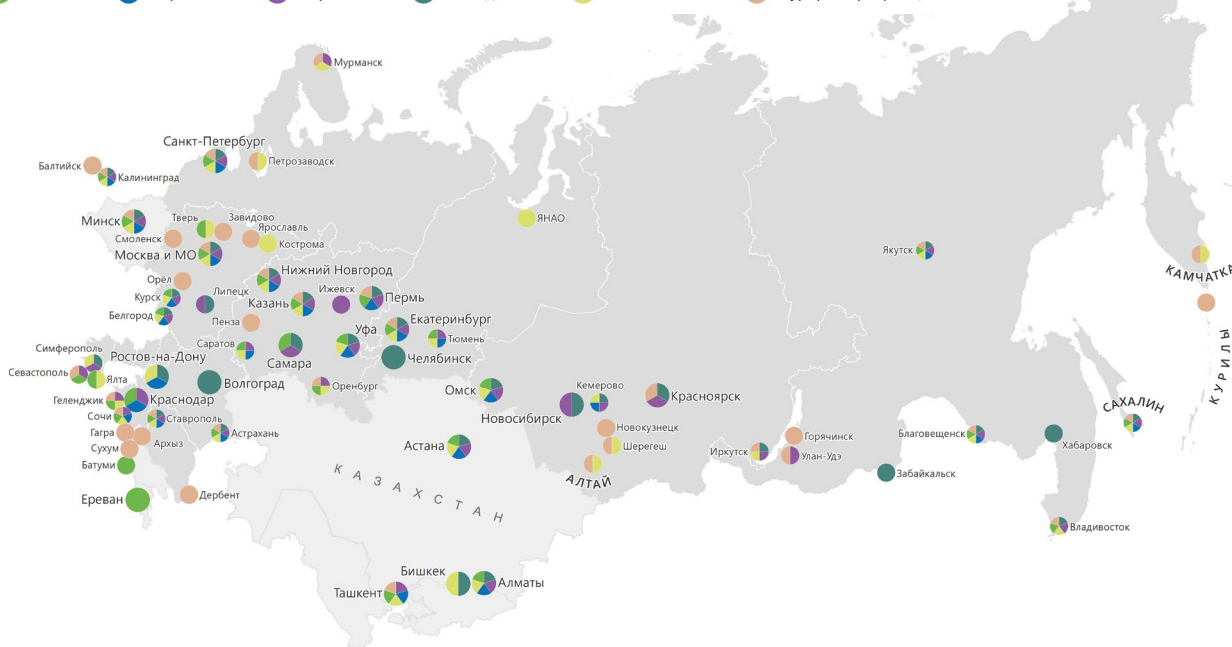 Мурманск
Санкт-Петербург
Балтийск
Петрозаводск
Калининград
Минск
Тверь
Завидово
Ярославль
ЯНАО
Смоленск
Кострома
Москва и МО
Якутск
КАМЧАТКА
Нижний Новгород
Орёл
Ижевск
Курск
Липецк
Казань
Пермь
Белгород
Пенза
Екатеринбург
Уфа
Тюмень
Саратов
Симферополь
Ростов-на-Дону
Самара
Челябинск
КУРИЛЫ
Севастополь
Ялта
Волгоград
Оренбург
Омск
Кемерово
Красноярск
Геленджик
Краснодар
Новосибирск
САХАЛИН
Сочи
Ставрополь
Гагра
Архыз
Астрахань
Новокузнецк
Горячинск
Благовещенск
Хабаровск
Сухум
Астана
Шерегеш
Иркутск
Улан-Удэ
Батуми
КАЗАХСТАН
АЛТАЙ
Забайкальск
Ереван
Дербент
Владивосток
Бишкек
Алматы
Ташкент